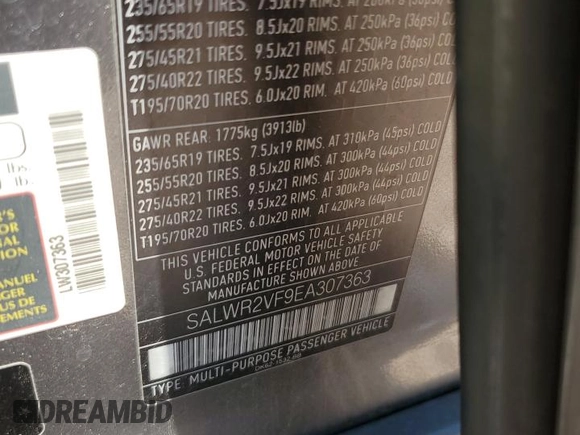 235/65R19 TIRES. 7.5Jx19 RIMS.
255/55R20 TIRES. 8.5Jx20 RIMS. AT 250kPa (36psi)
275/45R21 TIRES. 9.5Jx21 RIMS. AT 250kPa (36psi) COLD
275/40R22 TIRES. 9.5Jx22 RIMS. AT 250kPa (36psi) COLD
T195/70R20 TIRES. 6.0Jx20 RIM. AT 420kPa (60psi) COLD
GAWR REAR. 1775kg (3913lb)
235/65R19 TIRES. 7.5Jx19 RIMS. AT 310kPa (45psi) COLD
255/55R20 TIRES. 8.5Jx20 RIMS. AT 300kPa (44psi) COLD
275/45R21 TIRES. 9.5Jx21 RIMS. AT 300kPa (44psi) COLD
275/40R22 TIRES. 9.5Jx22 RIMS. AT 300kPa (44psi) COLD
T195/70R20 TIRES. 6.0Jx20 RIM. AT 420kPa (60psi) COLD
THIS VEHICLE CONFORMS TO ALL APPLICABLE
U.S. FEDERAL MOTOR VEHICLE SAFETY
STANDARDS IN EFFECT ON THE DATE OF
MANUFACTURE SHOWN ABOVE.
SALWR2VF9EA307363
TYPE: MULTI-PURPOSE PASSENGER VEHICLE
LW307363
lbs
DREAMBID